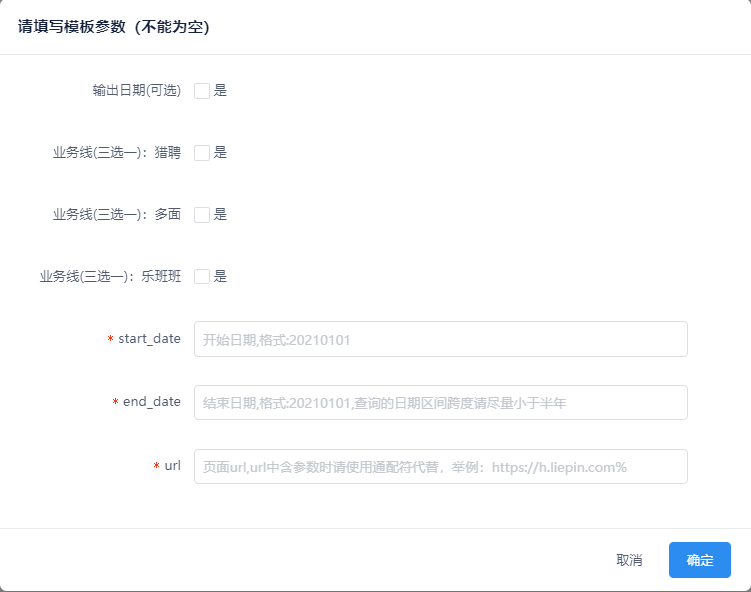 请填写模板参数（不能为空）
输出日期(可选) 是
业务线(三选一)：猎聘 是
业务线(三选一)：多面 是
业务线(三选一)：乐班班 是
* start_date 开始日期,格式:20210101
* end_date 结束日期,格式:20210101,查询的日期区间跨度请尽量小于半年
* url 页面url,url中含参数时请使用通配符代替，举例：https://h.liepin.com%
取消 确定